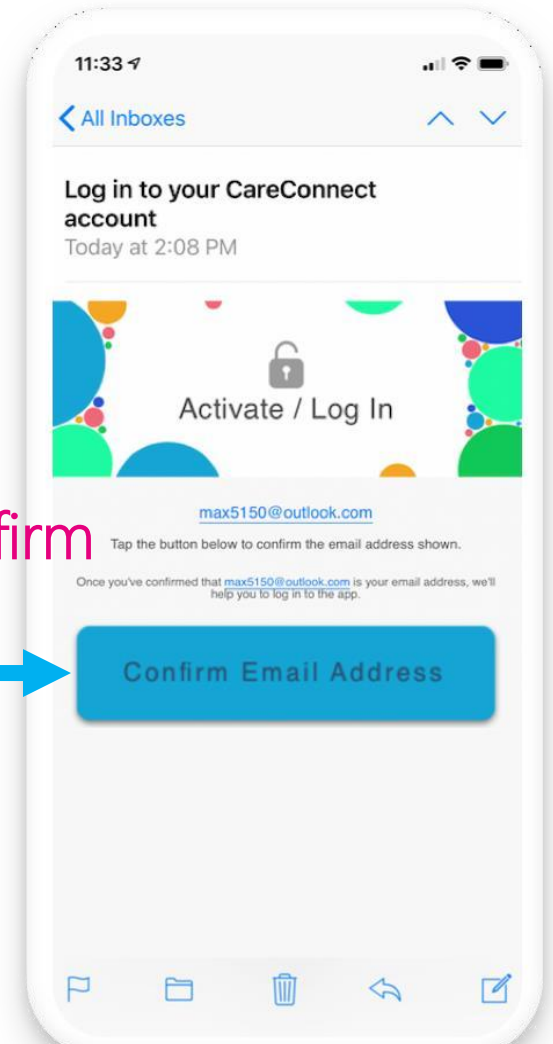 11:33
All Inboxes
Log in to your CareConnect
account
Today at 2:08 PM
Activate / Log In
max5150@outlook.com
firm
Tap the button below to confirm the email address shown.
Once you've confirmed that max5150@outlook.com is your email address, we'll
help you to log in to the app.
Confirm Email Address